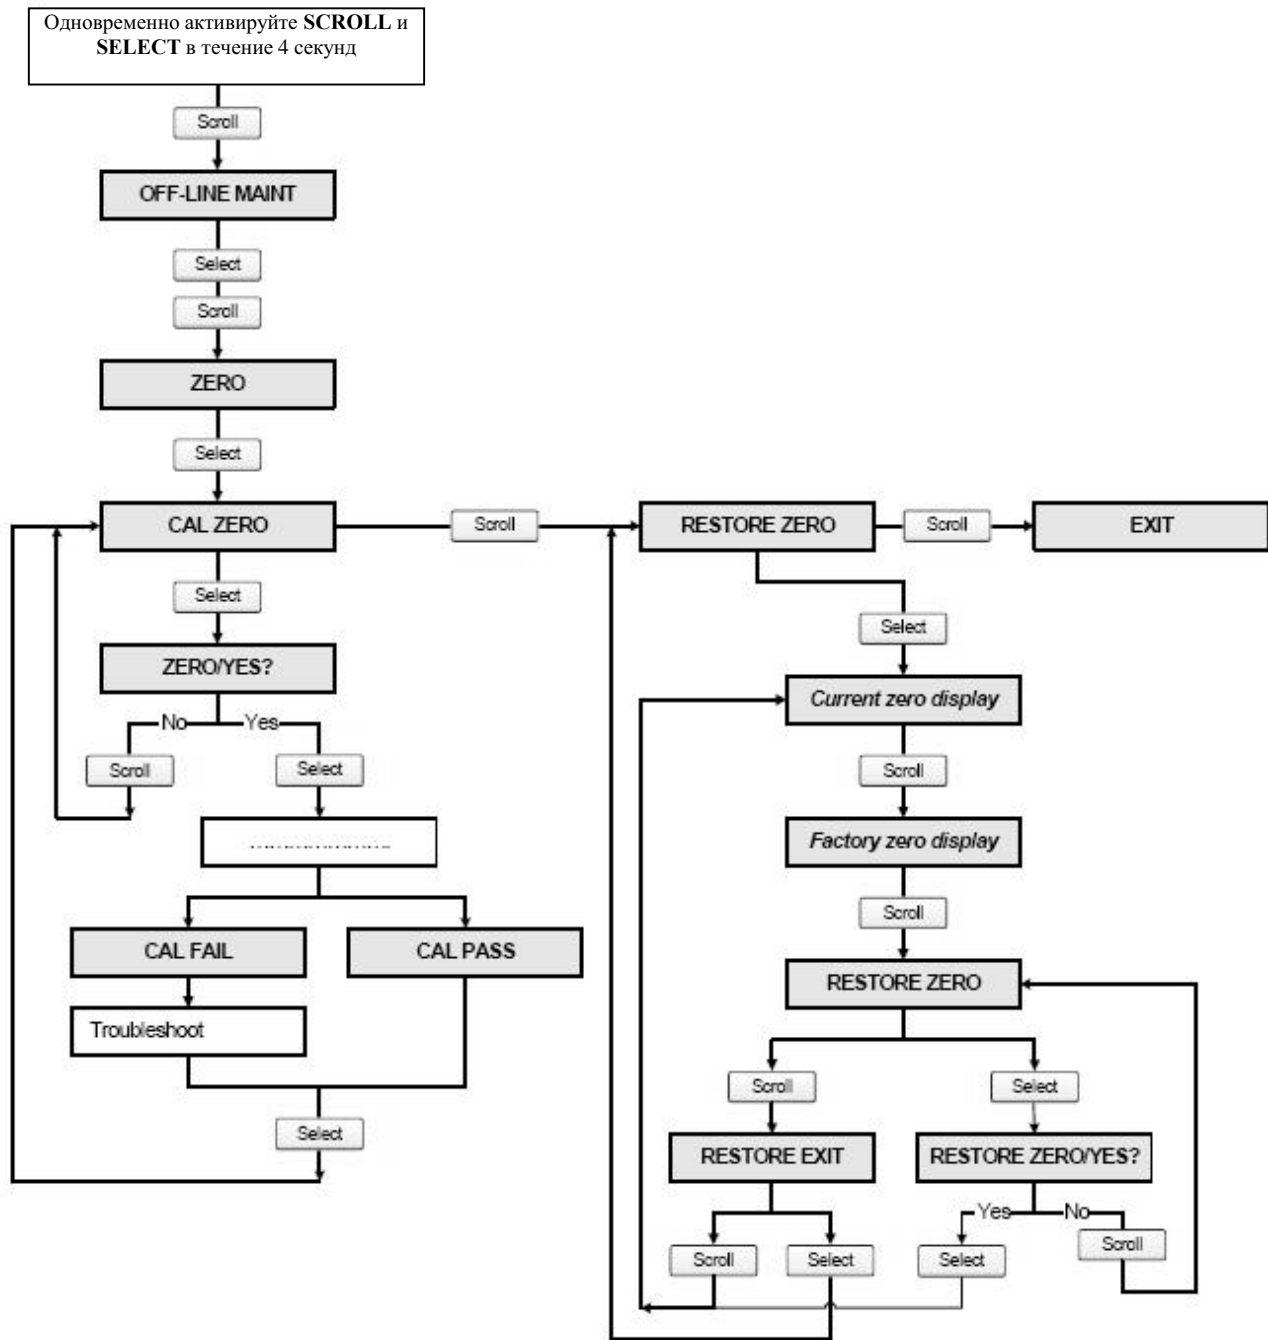 Одновременно активируйте SCROLL и
SELECT в течение 4 секунд
Scroll
OFF-LINE MAINT
Select
Scroll
ZERO
Select
CAL ZERO
Scroll
RESTORE ZERO
Scroll
EXIT
Select
Select
ZERO/YES?
Current zero display
No
Yes
Scroll
Select
Scroll
......................
Factory zero display
Scroll
CAL FAIL
CAL PASS
RESTORE ZERO
Troubleshoot
Scroll
Select
Select
RESTORE EXIT
RESTORE ZERO/YES?
Yes
No
Scroll
Select
Select
Scroll